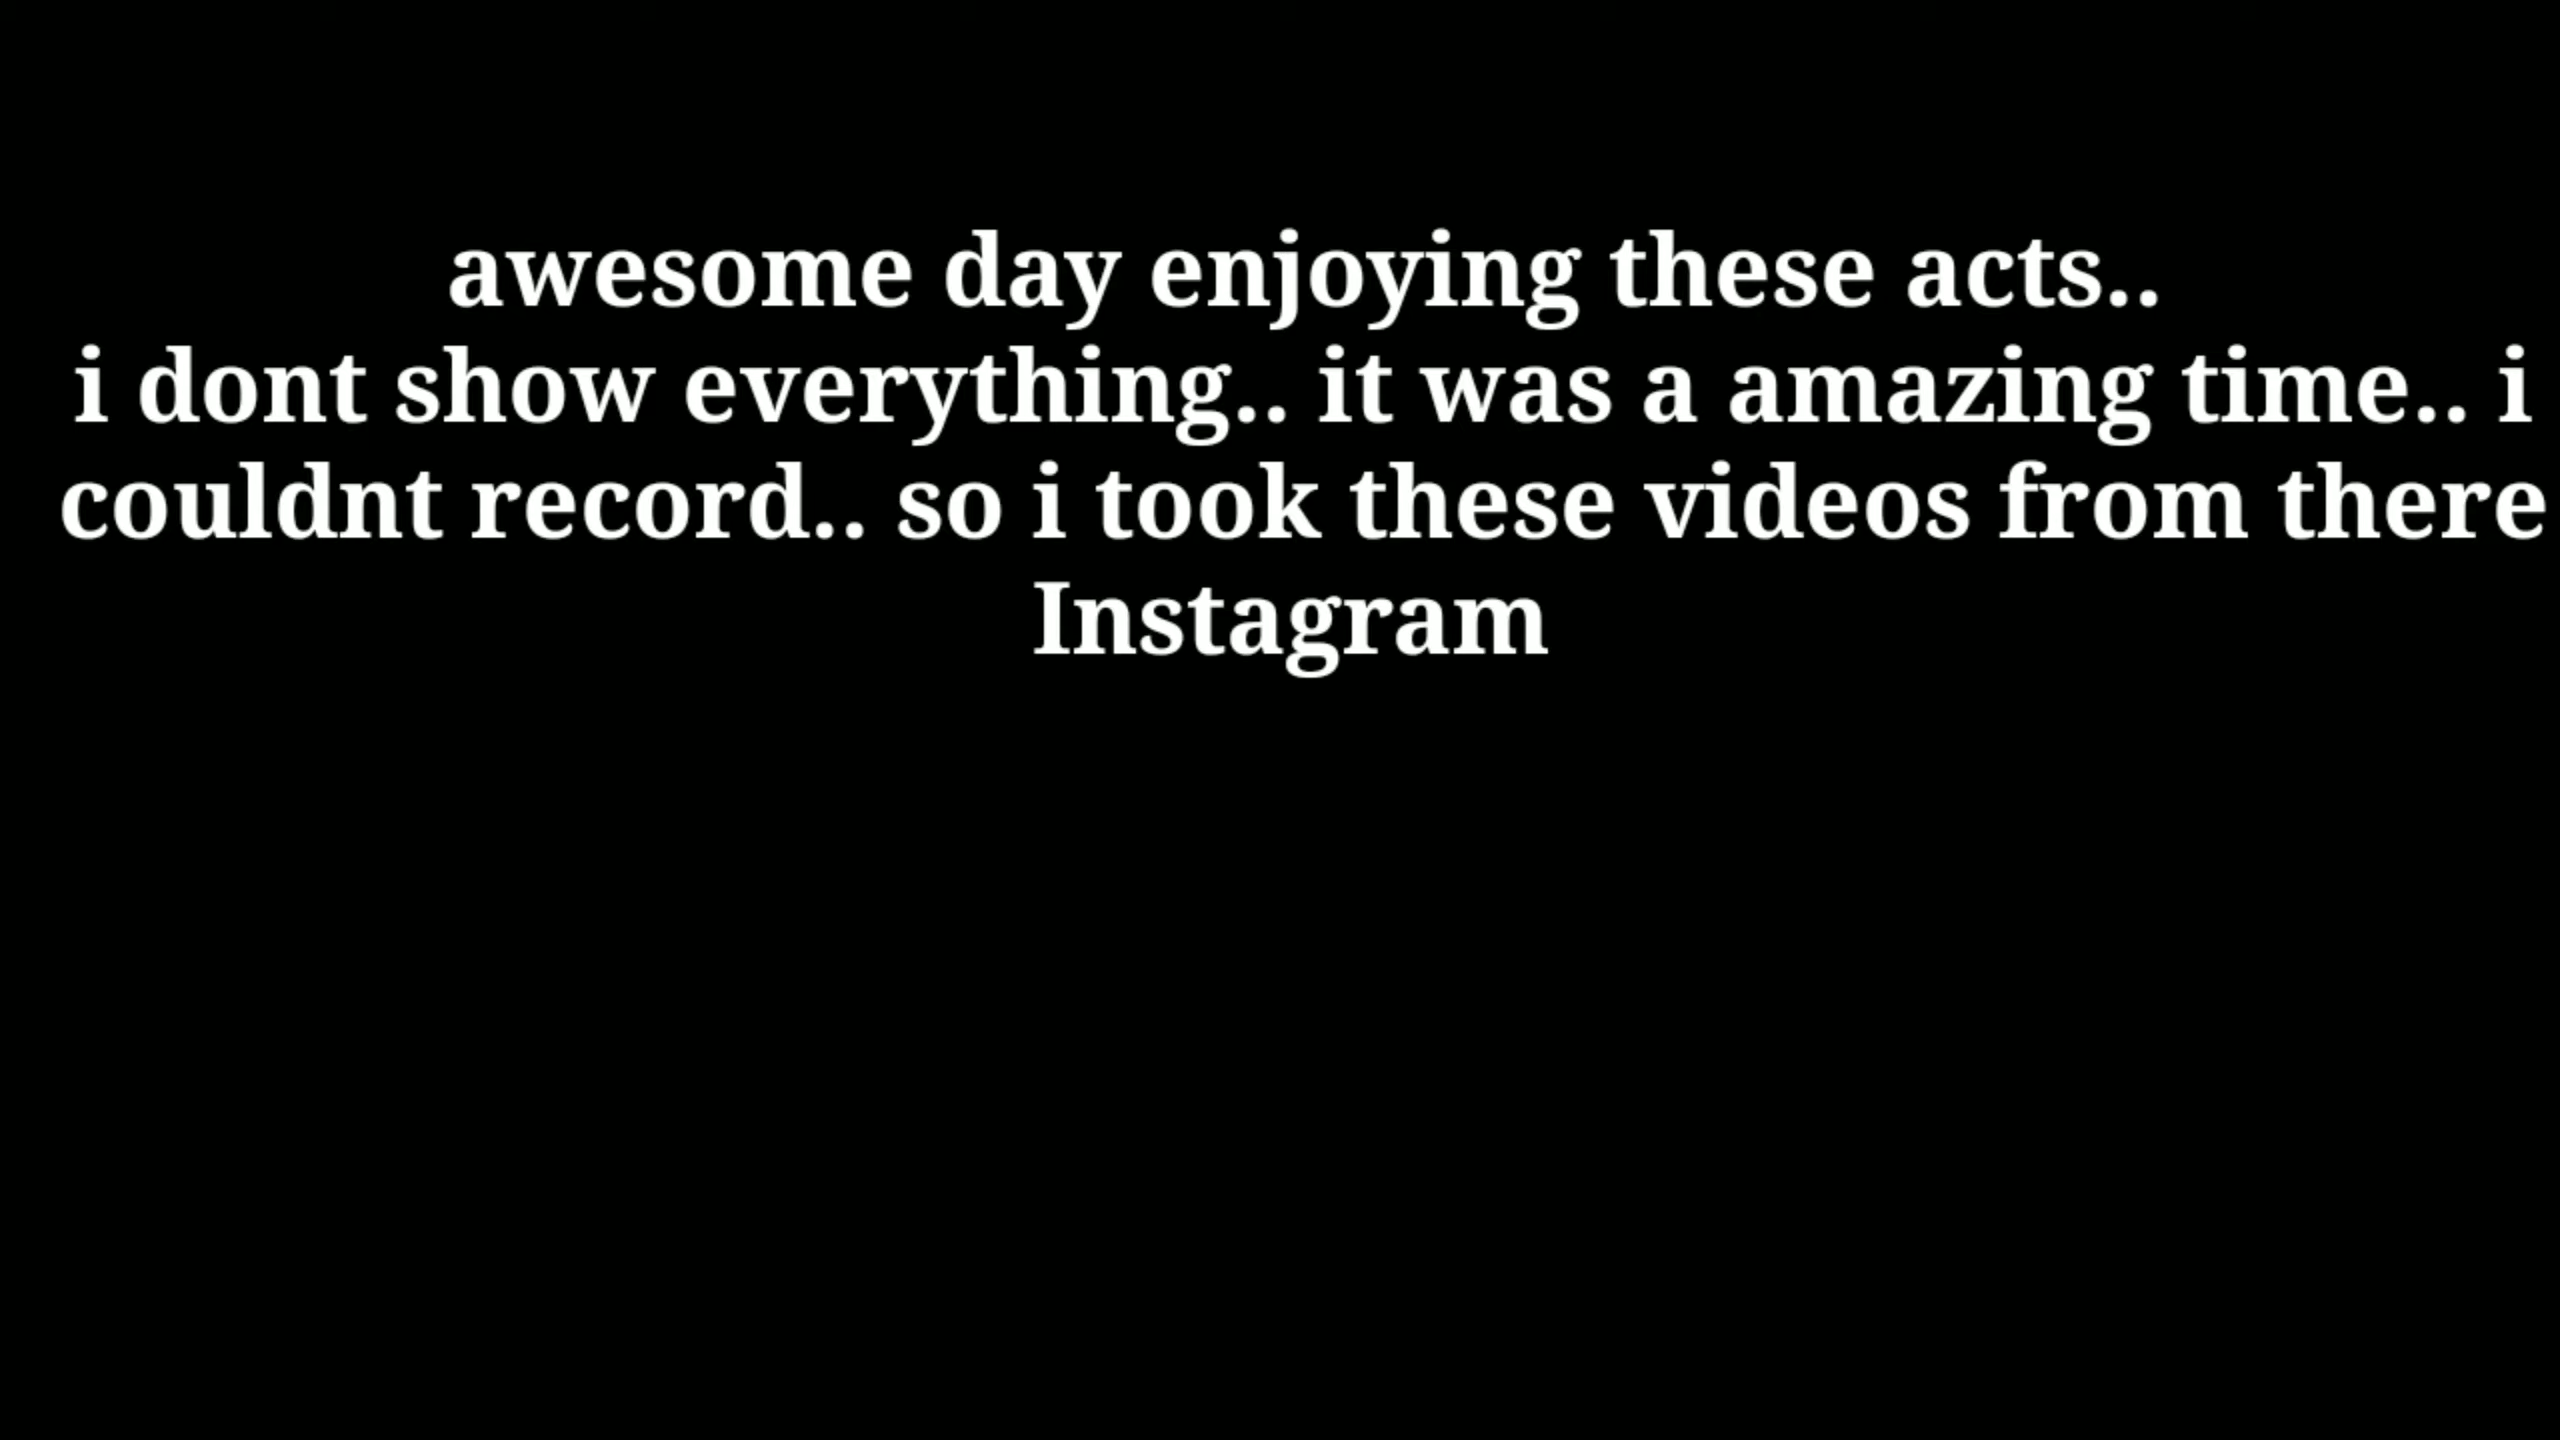 awesome day enjoying these acts..
i dont show everything.. it was a amazing time.. i
couldnt record.. so i took these videos from there
Instagram